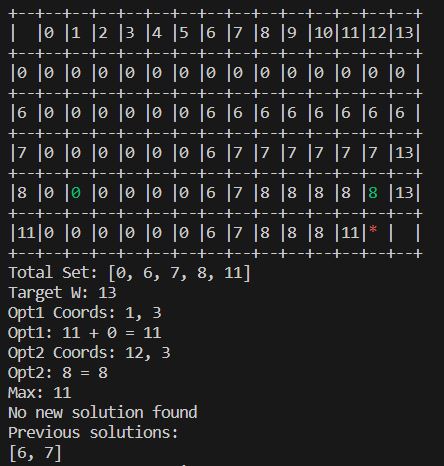 +--+--+--+--+--+--+--+--+--+--+--+--+--+--+--+
|  |0 |1 |2 |3 |4 |5 |6 |7 |8 |9 |10|11|12|13|
+--+--+--+--+--+--+--+--+--+--+--+--+--+--+--+
|0 |0 |0 |0 |0 |0 |0 |0 |0 |0 |0 |0 |0 |0 |0 |
+--+--+--+--+--+--+--+--+--+--+--+--+--+--+--+
|6 |0 |0 |0 |0 |0 |0 |6 |6 |6 |6 |6 |6 |6 |6 |
+--+--+--+--+--+--+--+--+--+--+--+--+--+--+--+
|7 |0 |0 |0 |0 |0 |0 |6 |7 |7 |7 |7 |7 |7 |13|
+--+--+--+--+--+--+--+--+--+--+--+--+--+--+--+
|8 |0 |0 |0 |0 |0 |0 |6 |7 |8 |8 |8 |8 |8 |13|
+--+--+--+--+--+--+--+--+--+--+--+--+--+--+--+
|11|0 |0 |0 |0 |0 |0 |6 |7 |8 |8 |8 |11|* |  |
+--+--+--+--+--+--+--+--+--+--+--+--+--+--+--+
Total Set: [0, 6, 7, 8, 11]
Target W: 13
Opt1 Coords: 1, 3
Opt1: 11 + 0 = 11
Opt2 Coords: 12, 3
Opt2: 8 = 8
Max: 11
No new solution found
Previous solutions:
[6, 7]